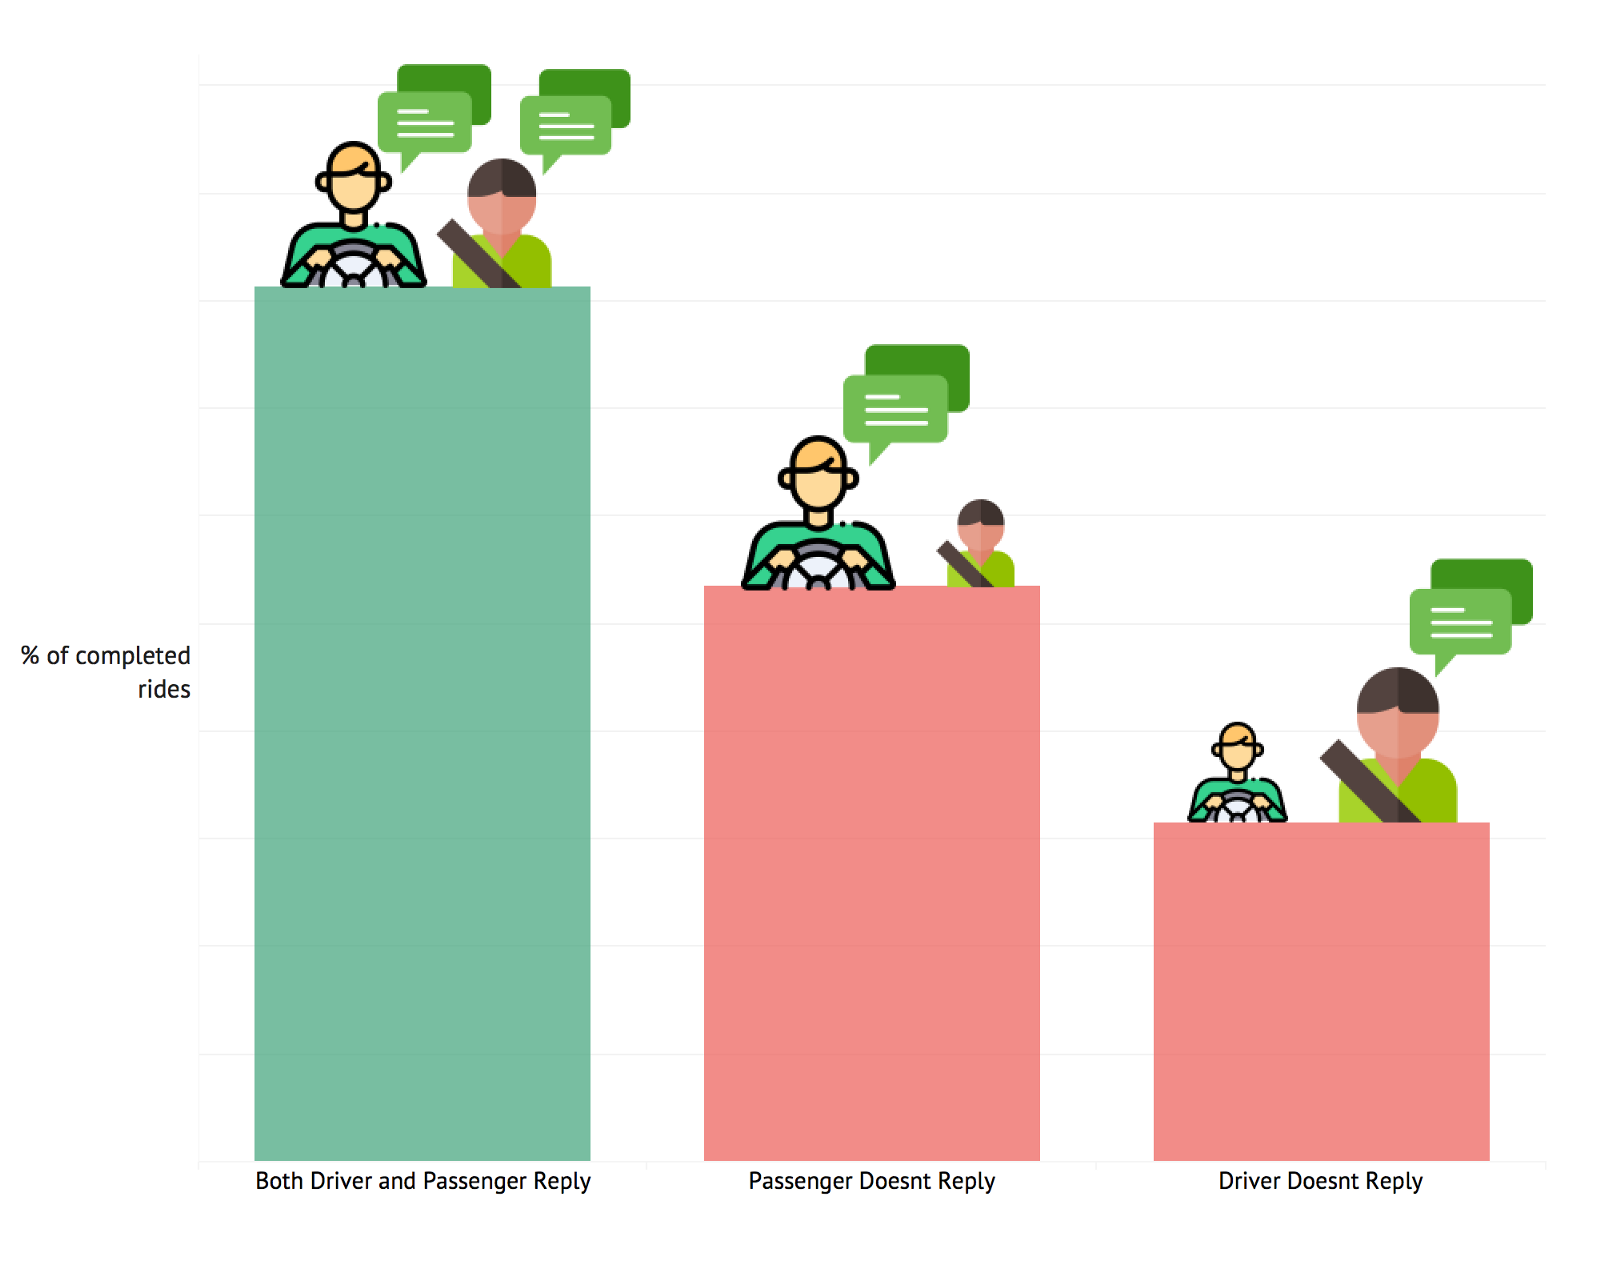 % of completed
rides
Both Driver and Passenger Reply
Passenger Doesnt Reply
Driver Doesnt Reply